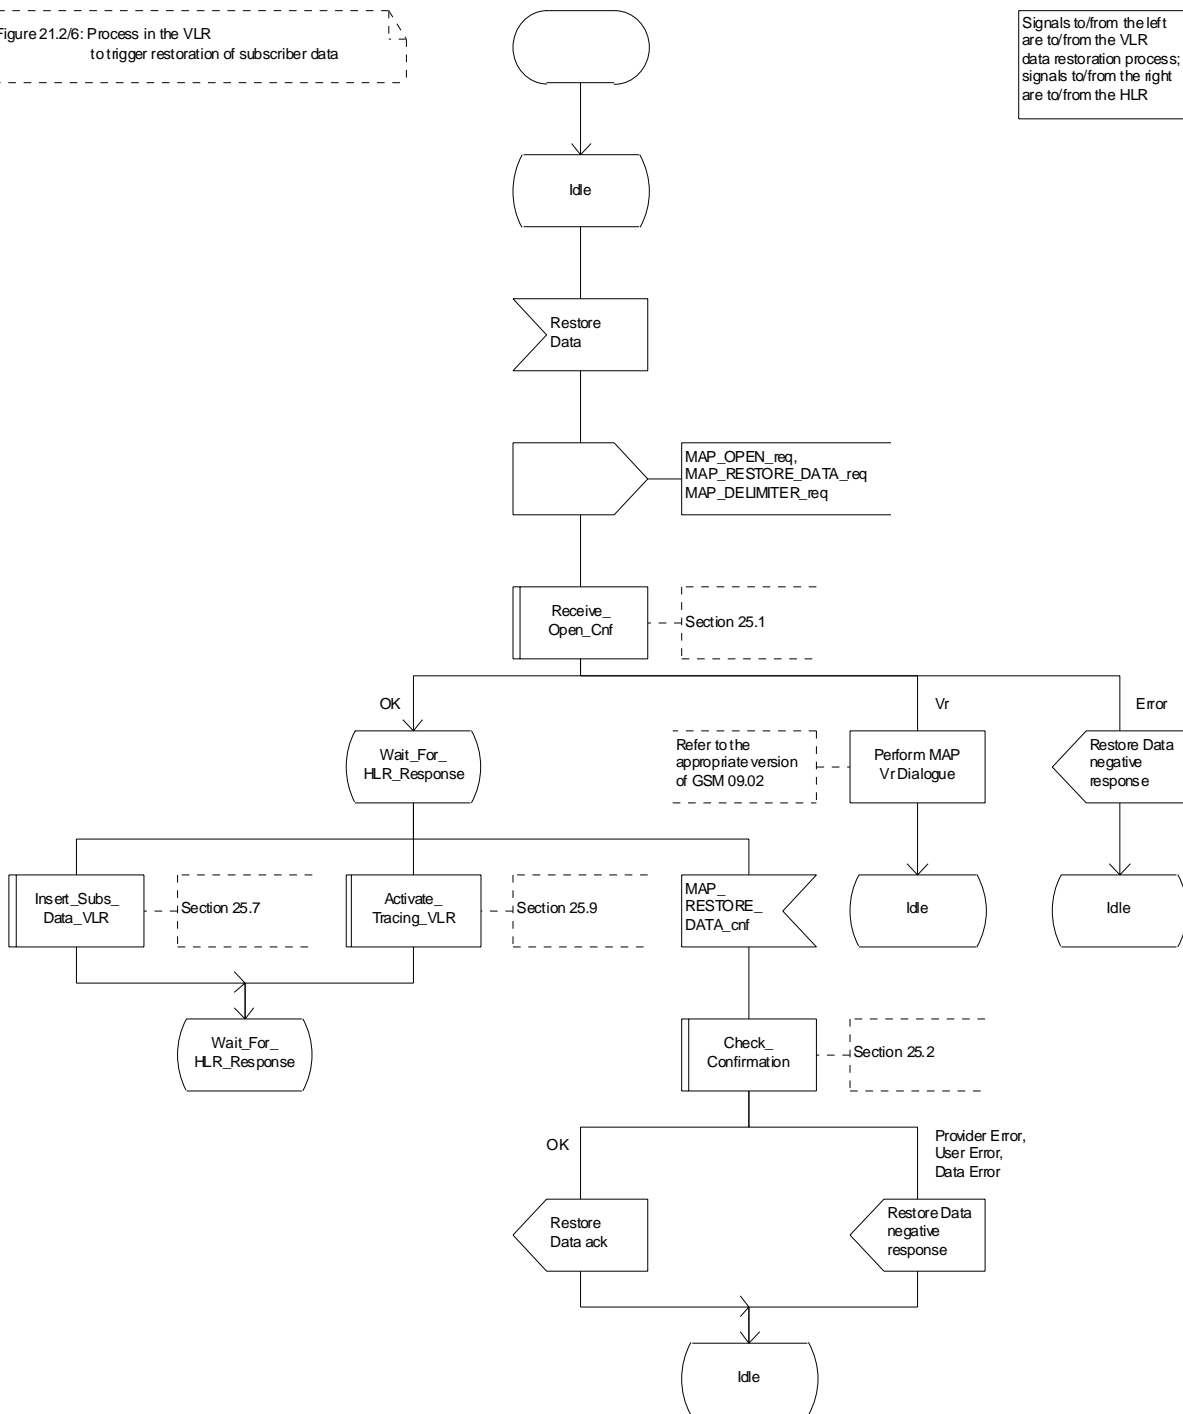 Figure 21.2/6: Process in the VLR
to trigger restoration of subscriber data
Signals to/from the left
are to/from the VLR
data restoration process;
signals to/from the right
are to/from the HLR
Idle
Restore
Data
MAP_OPEN_req,
MAP_RESTORE_DATA_req
MAP_DELIMITER_req
Receive_
Open_Cnf
Section 25.1
OK
Vr
Error
Wait_For_
HLR_Response
Refer to the
appropriate version
of GSM 09.02
Perform MAP
Vr Dialogue
Restore Data
negative
response
Insert_Subs_
Data_VLR
Section 25.7
Activate_
Tracing_VLR
Section 25.9
MAP_
RESTORE_
DATA_cnf
Idle
Idle
Wait_For_
HLR_Response
Check_
Confirmation
Section 25.2
OK
Provider Error,
User Error,
Data Error
Restore
Data ack
Restore Data
negative
response
Idle